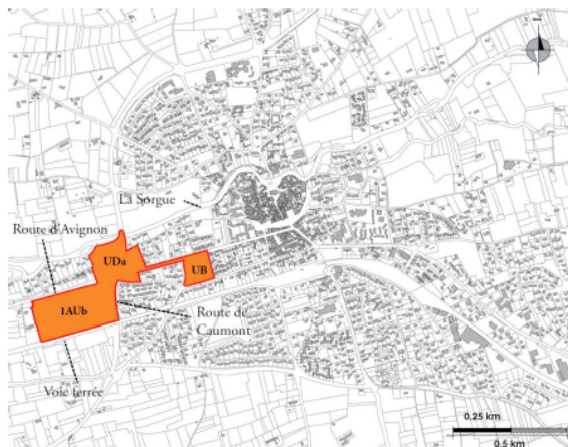 La Sorgue
Route d'Avignon
UDa
UB
1AUb
Route de
Caumont
Voie ferrée
0,25 km
0.5 km